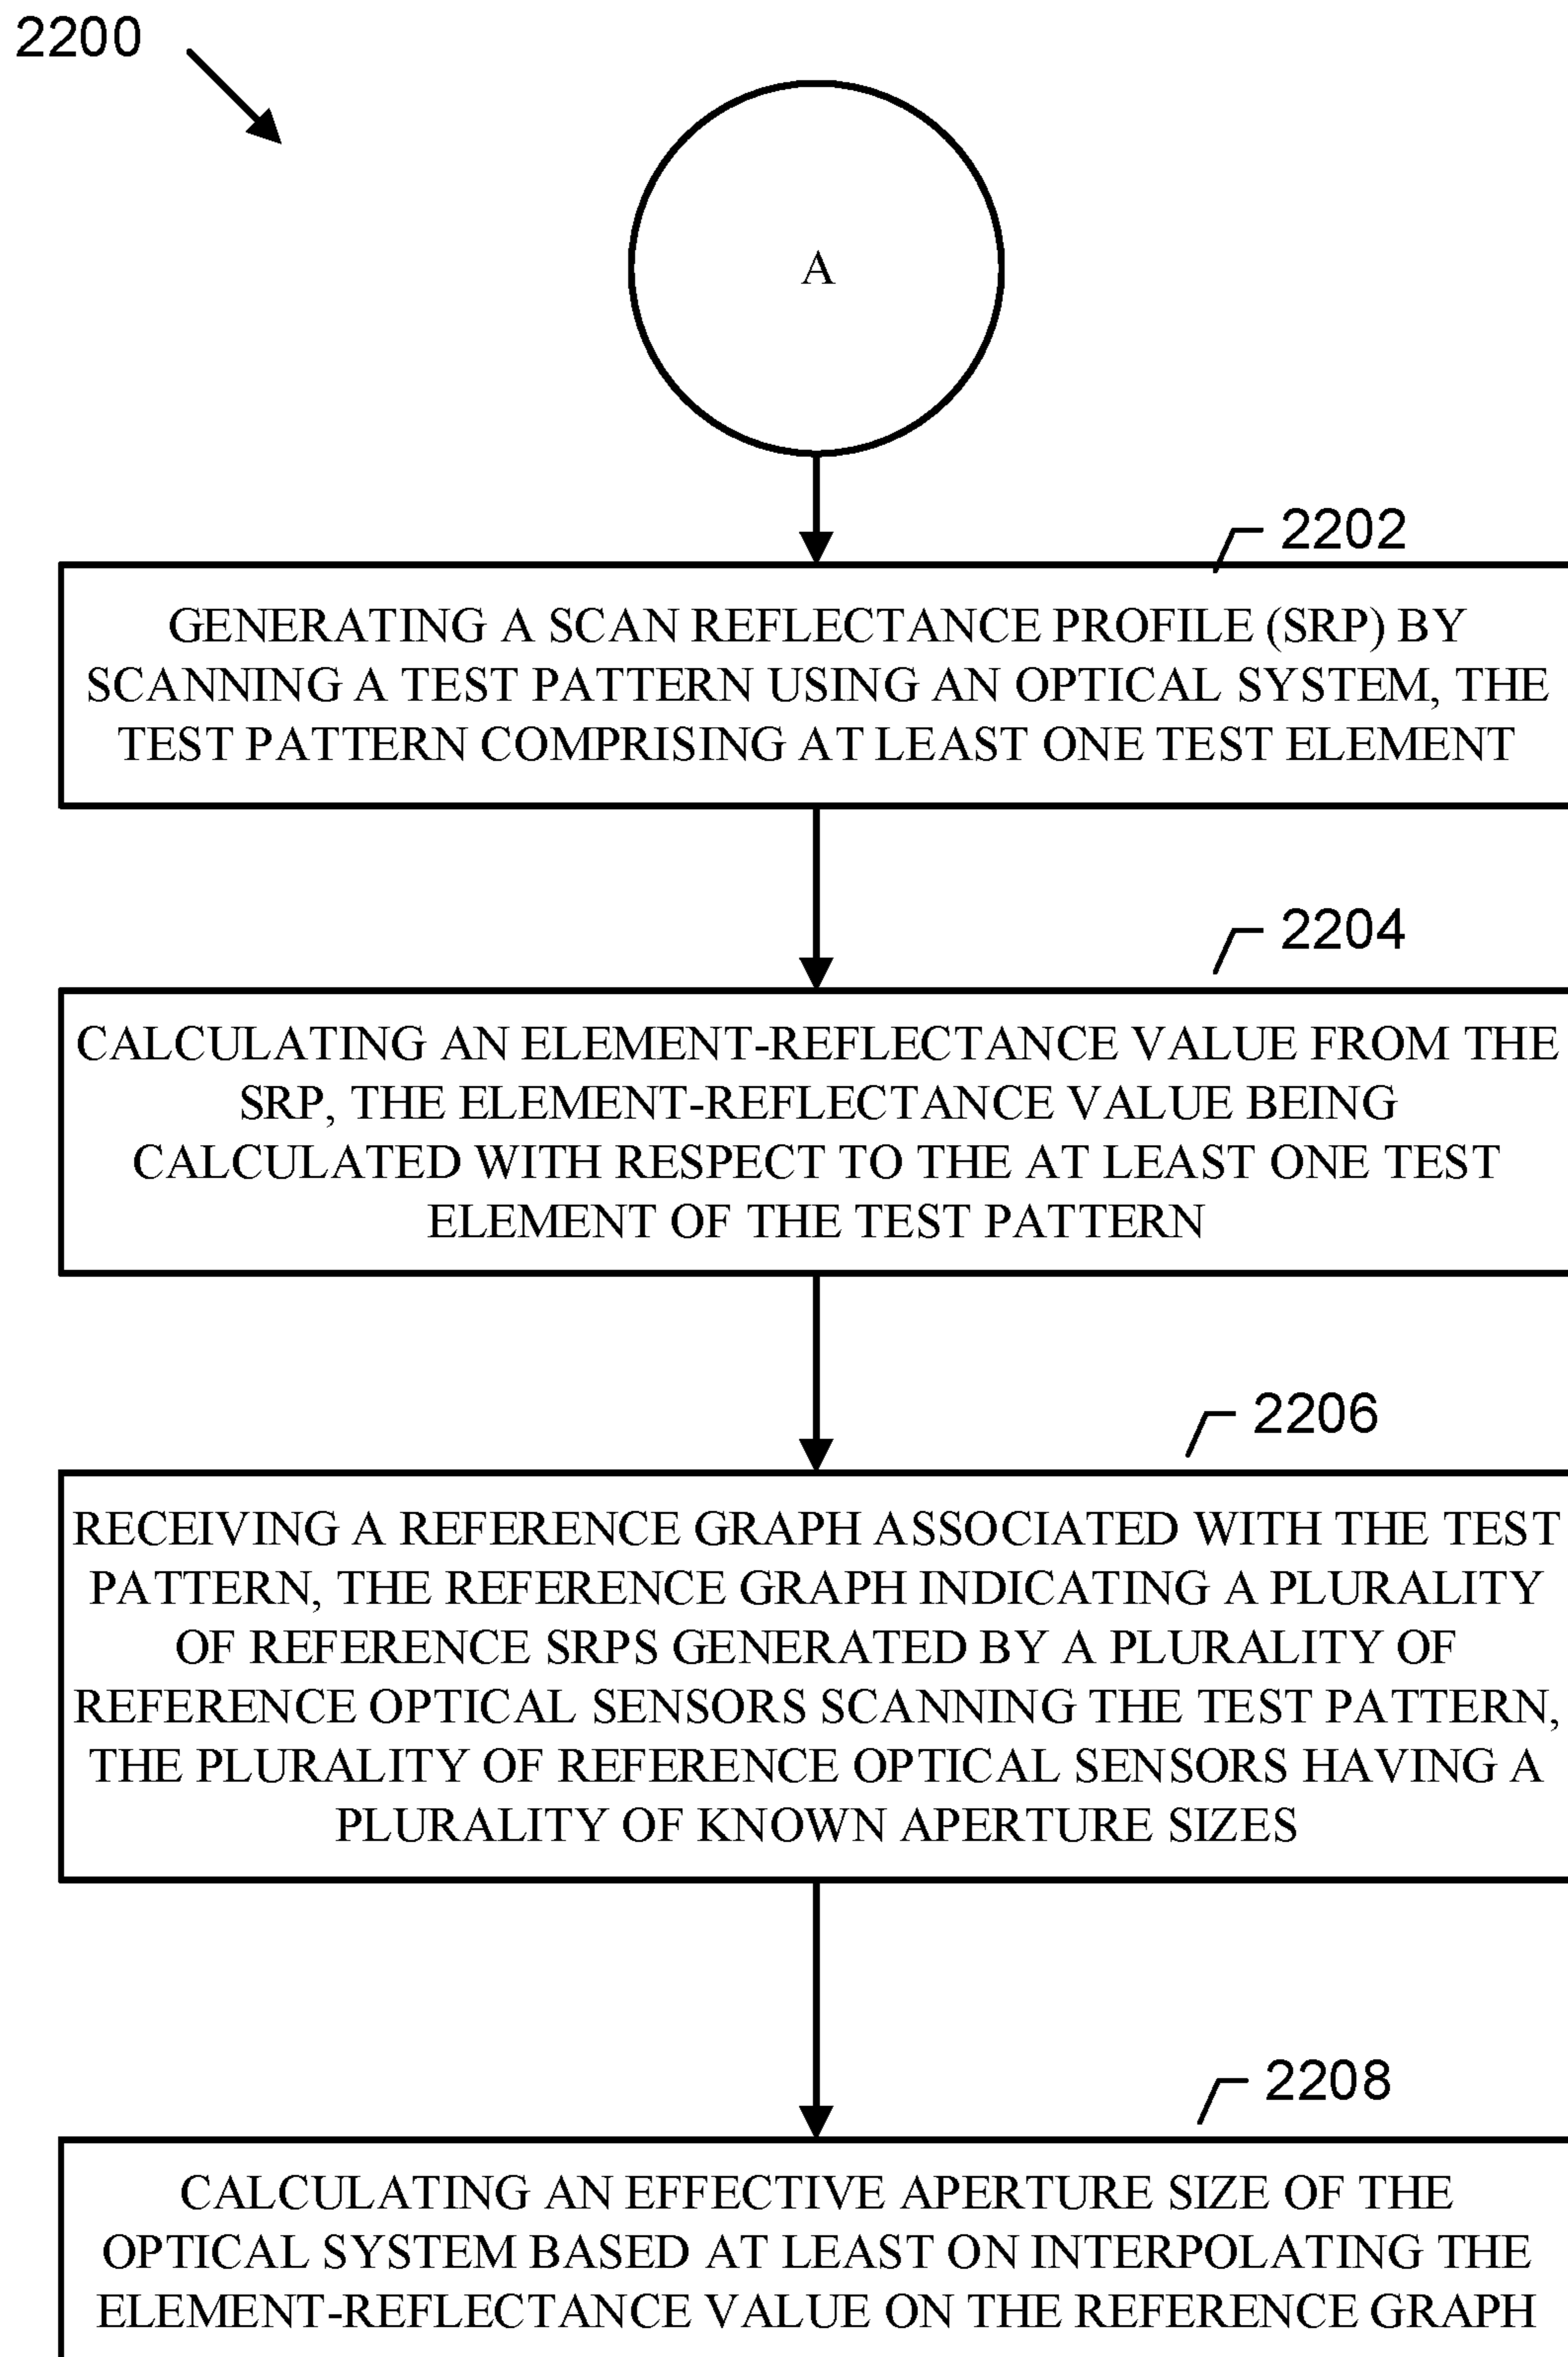 2200
A
2202
GENERATING A SCAN REFLECTANCE PROFILE (SRP) BY
SCANNING A TEST PATTERN USING AN OPTICAL SYSTEM, THE
TEST PATTERN COMPRISING AT LEAST ONE TEST ELEMENT
2204
CALCULATING AN ELEMENT-REFLECTANCE VALUE FROM THE
SRP, THE ELEMENT-REFLECTANCE VALUE BEING
CALCULATED WITH RESPECT TO THE AT LEAST ONE TEST
ELEMENT OF THE TEST PATTERN
2206
RECEIVING A REFERENCE GRAPH ASSOCIATED WITH THE TEST
PATTERN, THE REFERENCE GRAPH INDICATING A PLURALITY
OF REFERENCE SRPS GENERATED BY A PLURALITY OF
REFERENCE OPTICAL SENSORS SCANNING THE TEST PATTERN,
THE PLURALITY OF REFERENCE OPTICAL SENSORS HAVING A
PLURALITY OF KNOWN APERTURE SIZES
2208
CALCULATING AN EFFECTIVE APERTURE SIZE OF THE
OPTICAL SYSTEM BASED AT LEAST ON INTERPOLATING THE
ELEMENT-REFLECTANCE VALUE ON THE REFERENCE GRAPH